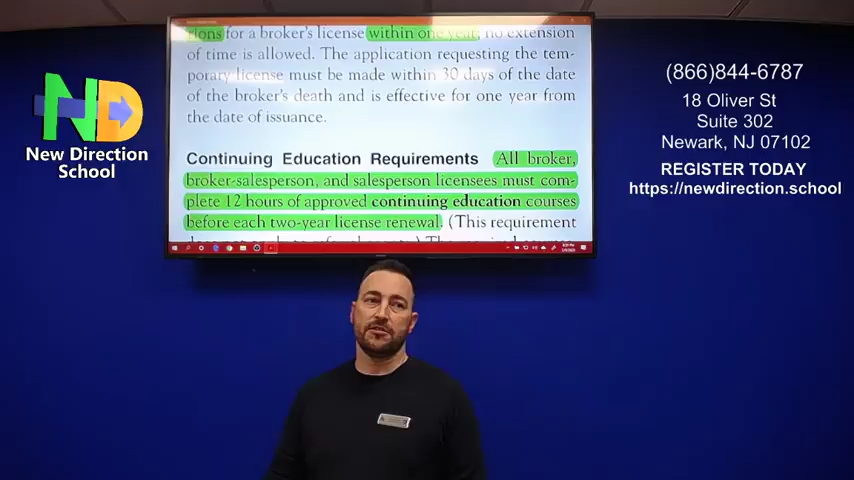 tions for a broker's license within one year; no extension
of time is allowed. The application requesting the tem-
porary license must be made within 30 days of the date
of the broker's death and is effective for one year from
the date of issuance.
Continuing Education Requirements All broker,
broker-salesperson, and salesperson licensees must com-
plete 12 hours of approved continuing education courses
before each two-year license renewal. (This requirement
ND
New Direction
School
(866)844-6787
18 Oliver St
Suite 302
Newark, NJ 07102
REGISTER TODAY
https://newdirection.school